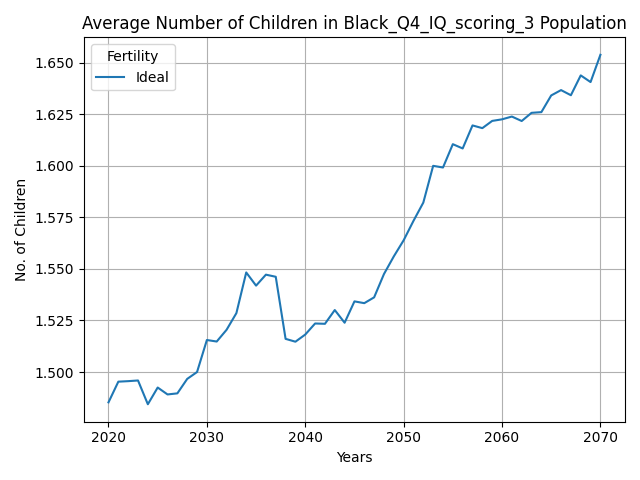 Average Number of Children in Black_Q4_IQ_scoring_3 Population
Fertility
Ideal
No. of Children
1.650
1.625
1.600
1.575
1.550
1.525
1.500
2020 2030 2040 2050 2060 2070
Years